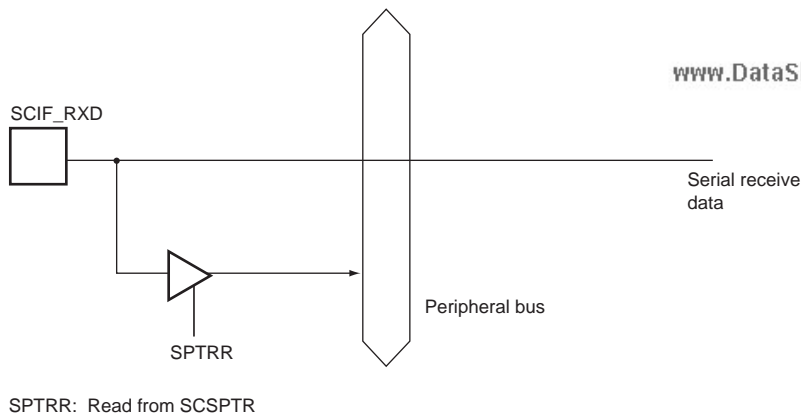 www.DataS
SCIF_RXD
Serial receive
data
Peripheral bus
SPTRR
SPTRR: Read from SCSPTR